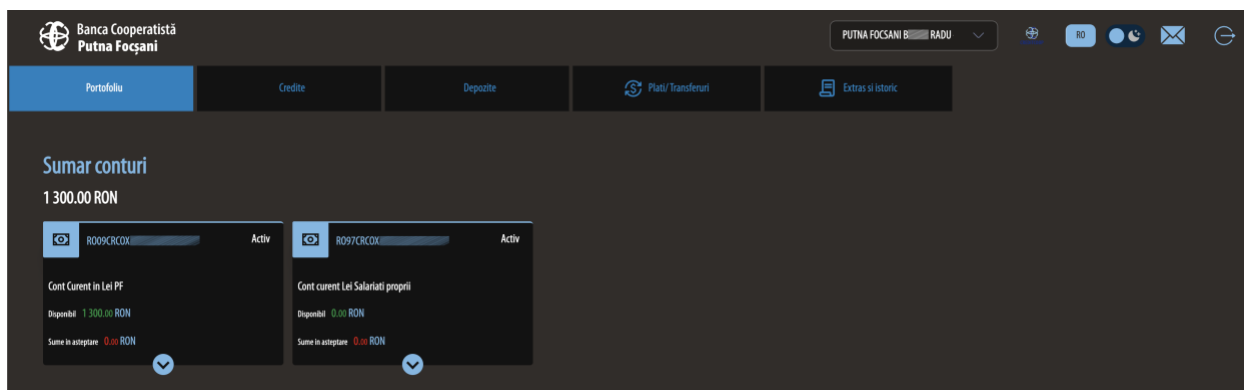 Banca Cooperatistă
Putna Focșani
PUTNA FOCSANI B RADU
RO
Portofoliu
Credite
Depozite
Plati/Transferuri
Extras si istoric
Sumar conturi
1 300.00 RON
RO09CRCOX
Activ
Cont Curent in Lei PF
Disponibil 1 300.00 RON
Sume in asteptare 0.00 RON
RO97CRCOX
Activ
Cont curent Lei Salariati proprii
Disponibil 0.00 RON
Sume in asteptare 0.00 RON